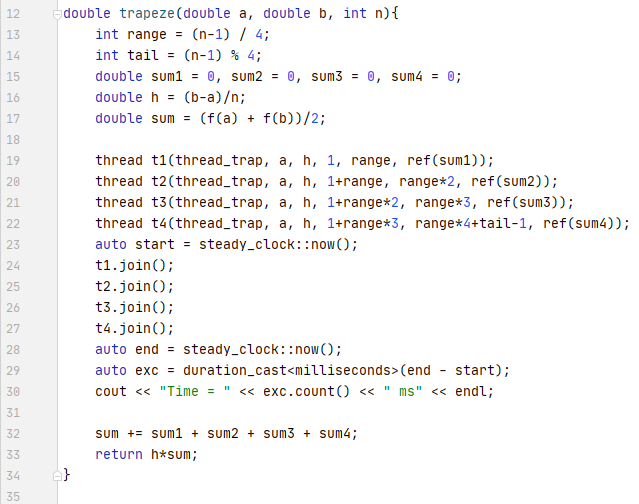 12 double trapeze(double a, double b, int n){
13     int range = (n-1) / 4;
14     int tail = (n-1) % 4;
15     double sum1 = 0, sum2 = 0, sum3 = 0, sum4 = 0;
16     double h = (b-a)/n;
17     double sum = (f(a) + f(b))/2;
18
19     thread t1(thread_trap, a, h, 1, range, ref(sum1));
20     thread t2(thread_trap, a, h, 1+range, range*2, ref(sum2));
21     thread t3(thread_trap, a, h, 1+range*2, range*3, ref(sum3));
22     thread t4(thread_trap, a, h, 1+range*3, range*4+tail-1, ref(sum4));
23     auto start = steady_clock::now();
24     t1.join();
25     t2.join();
26     t3.join();
27     t4.join();
28     auto end = steady_clock::now();
29     auto exc = duration_cast<milliseconds>(end - start);
30     cout << "Time = " << exc.count() << " ms" << endl;
31
32     sum += sum1 + sum2 + sum3 + sum4;
33     return h*sum;
34 }
35